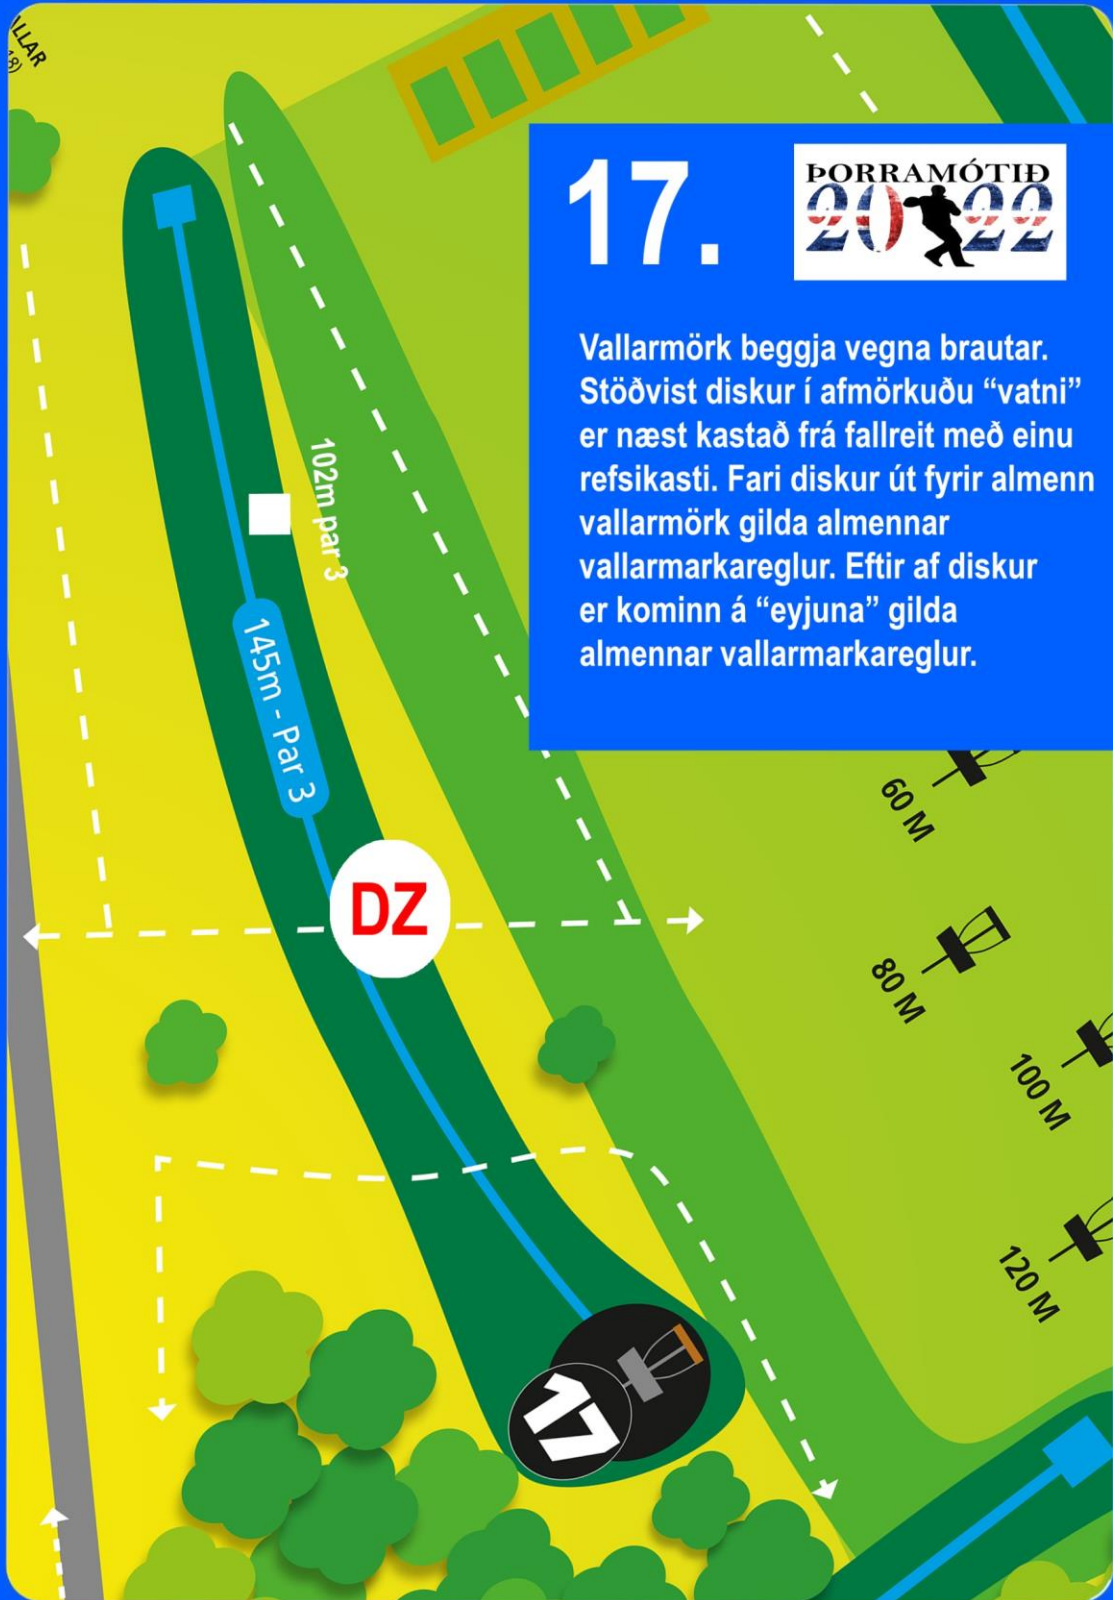 LLAR
17.
ÞORRAMÓTIÐ
2022
Vallarmörk beggja vegna brautar.
Stöðvist diskur í afmörkuðu “vatni”
er næst kastað frá fallreit með einu
refsikasti. Fari diskur út fyrir almenn
vallarmörk gilda almennar
vallarmarkareglur. Eftir af diskur
er kominn á “eyjuna” gilda
almennar vallarmarkareglur.
102m par 3
145m - Par 3
60 M
DZ
80 M
100 M
120 M
17